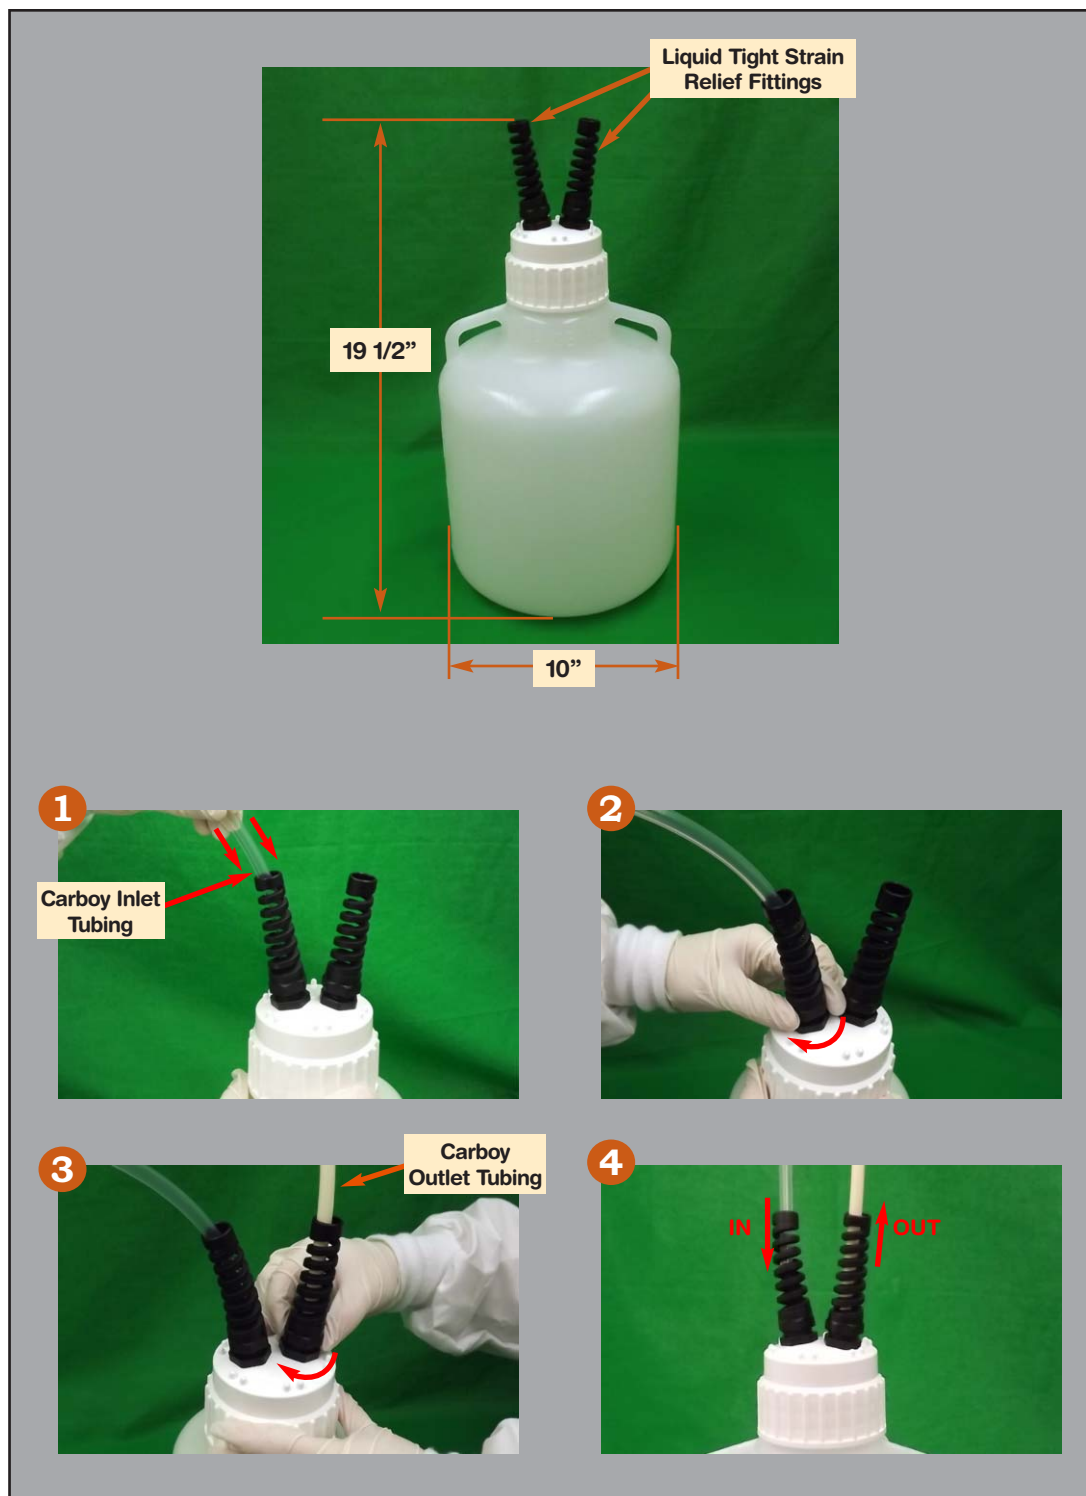 Liquid Tight Strain
Relief Fittings
19 1/2”
10”
1
2
Carboy Inlet
Tubing
3
Carboy
Outlet Tubing
4
IN
OUT